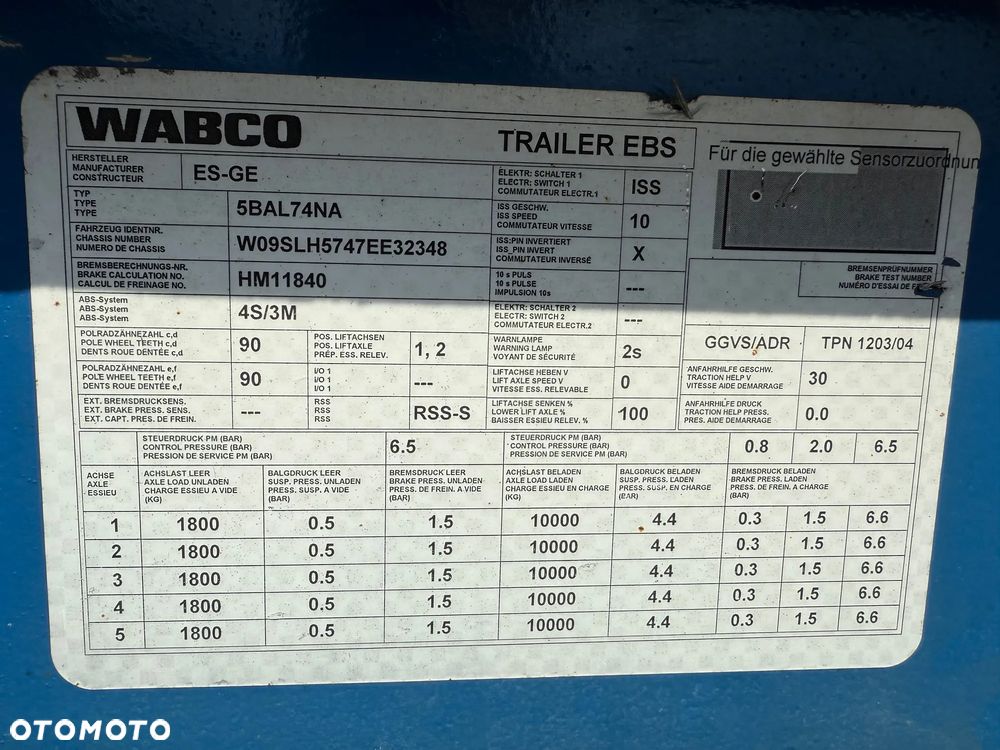 WABCO
TRAILER EBS
Für die gewählte Sensorzuordnun
HERSTELLER
MANUFACTURER
CONSTRUCTEUR
ES-GE
ELEKTR: SCHALTER 1
ELECTR: SWITCH 1
COMMUTATEUR ELECTR.1
ISS
TYP
TYPE
TYPE
5BAL74NA
ISS GESCHW.
ISS SPEED
COMMUTATEUR VITESSE
10
FAHRZEUG IDENTNR.
CHASSIS NUMBER
NUMERO DE CHASSIS
W09SLH5747EE32348
ISS:PIN INVERTIERT
ISS_PIN INVERT
COMMUTATEUR INVERSÉ
X
BREMSBERECHNUNGS-NR.
BRAKE CALCULATION NO.
CALCUL DE FREINAGE NO.
HM11840
10 s PULS
10 s PULSE
IMPULSION 10s
---
BREMSENPRÜFNUMMER
BRAKE TEST NUMBER
NUMÉRO D'ESSAI DE
ABS-System
ABS-System
ABS-System
4S/3M
ELEKTR: SCHALTER 2
ELECTR: SWITCH 2
COMMUTATEUR ELECTR.2
---
POLRADZÄHNEZAHL c,d
POLE WHEEL TEETH c,d
DENTS ROUE DENTÉE c,d
90
POS. LIFTACHSEN
POS. LIFTAXLE
PRÉP. ESS. RELEV.
1, 2
WARNLAMPE
WARNING LAMP
VOYANT DE SÉCURITÉ
2s
GGVS/ADR
TPN 1203/04
POLRADZÄHNEZAHL e,f
POLE WHEEL TEETH e,f
DENTS ROUE DENTÉE e,f
90
I/O 1
I/O 1
I/O 1
---
LIFTACHSE HEBEN V
LIFT AXLE SPEED V
VITESSE ESS. RELEVABLE
0
ANFAHRHILFE GESCHW.
TRACTION HELP V
VITESSE AIDE DEMARRAGE
30
EXT. BREMSDRUCKSENS.
EXT. BRAKE PRESS. SENS.
EXT. CAPT. PRES. DE FREIN.
---
RSS
RSS
RSS
RSS-S
LIFTACHSE SENKEN %
LOWER LIFT AXLE %
BAISSER ESSIEU RELEV. %
100
ANFAHRHILFE DRUCK
TRACTION HELP PRESS.
PRES. AIDE DEMARRAGE
0.0
STEUERDRUCK PM (BAR)
CONTROL PRESSURE (BAR)
PRESSION DE SERVICE PM (BAR)
6.5
STEUERDRUCK PM (BAR)
CONTROL PRESSURE (BAR)
PRESSION DE SERVICE PM (BAR)
0.8 2.0 6.5
ACHSE
AXLE
ESSIEU
ACHSLAST LEER
AXLE LOAD UNLADEN
CHARGE ESSIEU A VIDE
(KG)
BALGDRUCK LEER
SUSP. PRESS. UNLADEN
PRESS. SUSP. A VIDE
(BAR)
BREMSDRUCK LEER
BRAKE PRESS. UNLADEN
PRESS. DE FREIN. A VIDE
(BAR)
ACHSLAST BELADEN
AXLE LOAD LADEN
CHARGE ESSIEU EN CHARGE
(KG)
BALGDRUCK BELADEN
SUSP. PRESS. LADEN
PRESS. SUSP. EN CHARGE
(BAR)
BREMSDRUCK BELADEN
BRAKE PRESS. LADEN
PRESS. DE FREIN. A CHARGE
(BAR)
1 1800 0.5 1.5 10000 4.4 0.3 1.5 6.6
2 1800 0.5 1.5 10000 4.4 0.3 1.5 6.6
3 1800 0.5 1.5 10000 4.4 0.3 1.5 6.6
4 1800 0.5 1.5 10000 4.4 0.3 1.5 6.6
5 1800 0.5 1.5 10000 4.4 0.3 1.5 6.6
OTOMOTO